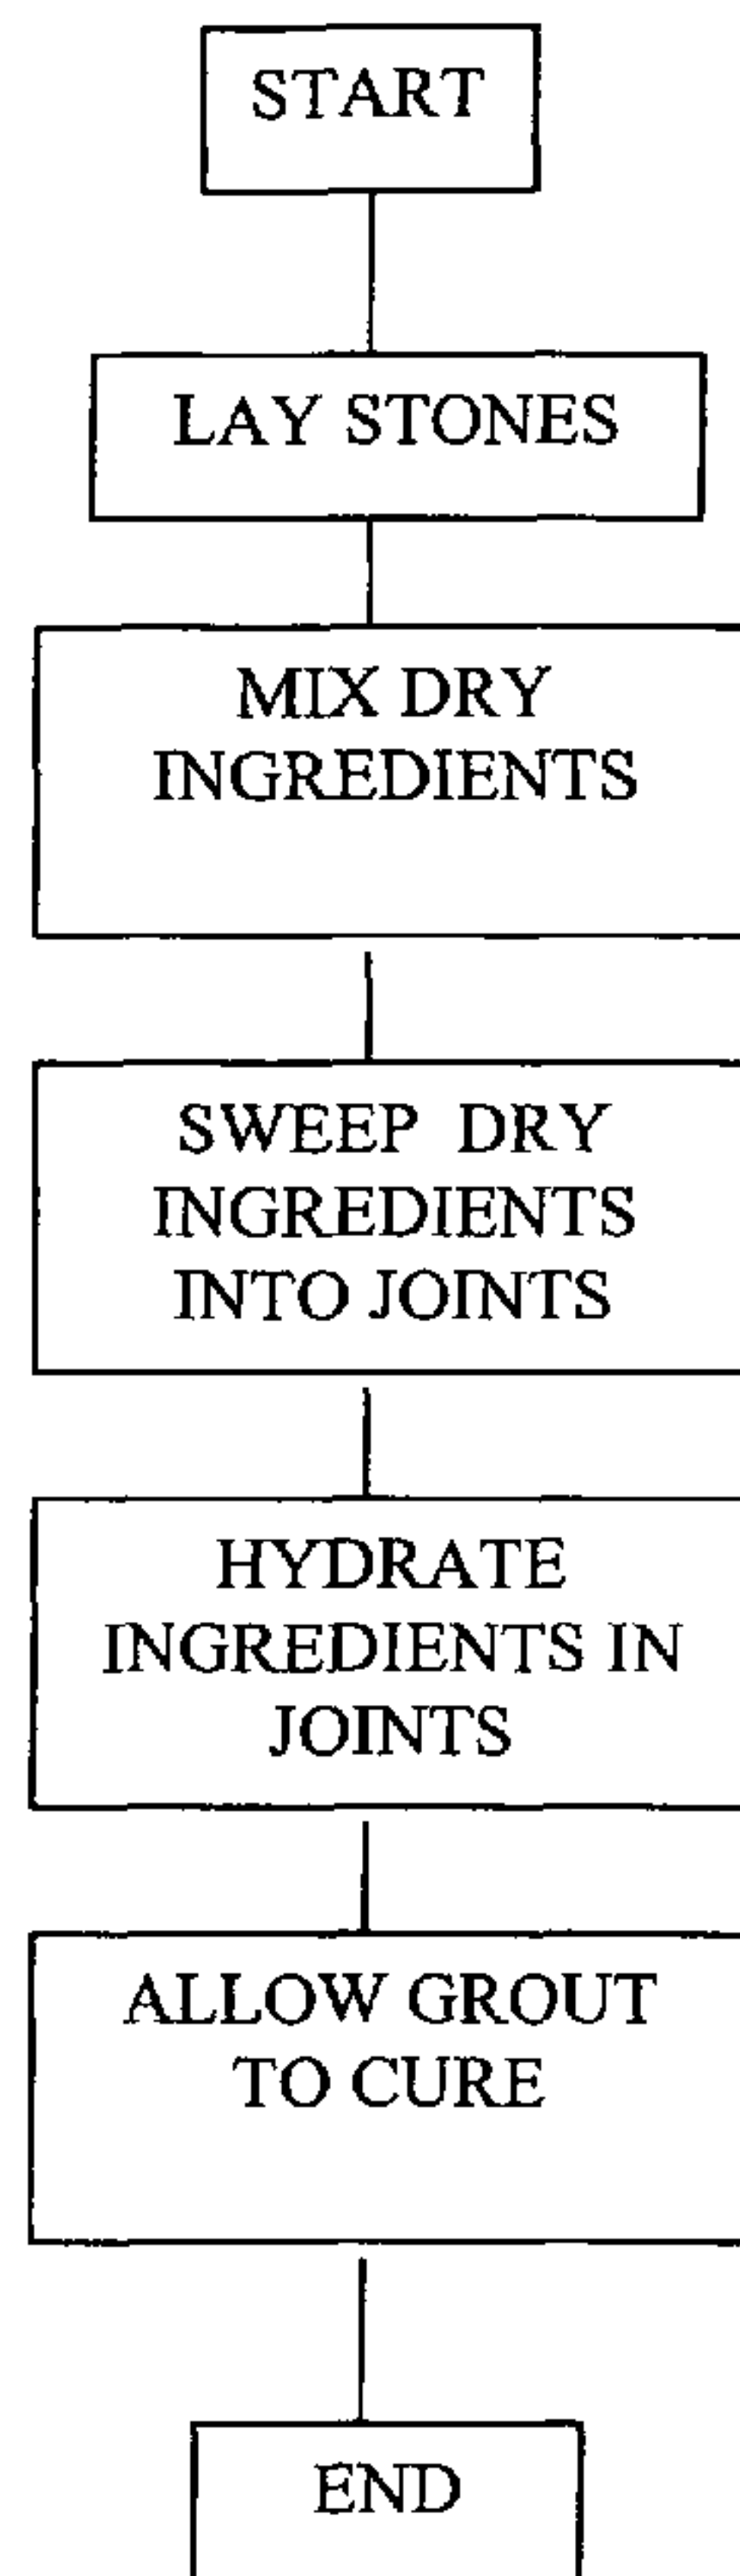 START
LAY STONES
MIX DRY
INGREDIENTS
SWEEP DRY
INGREDIENTS
INTO JOINTS
HYDRATE
INGREDIENTS IN
JOINTS
ALLOW GROUT
TO CURE
END